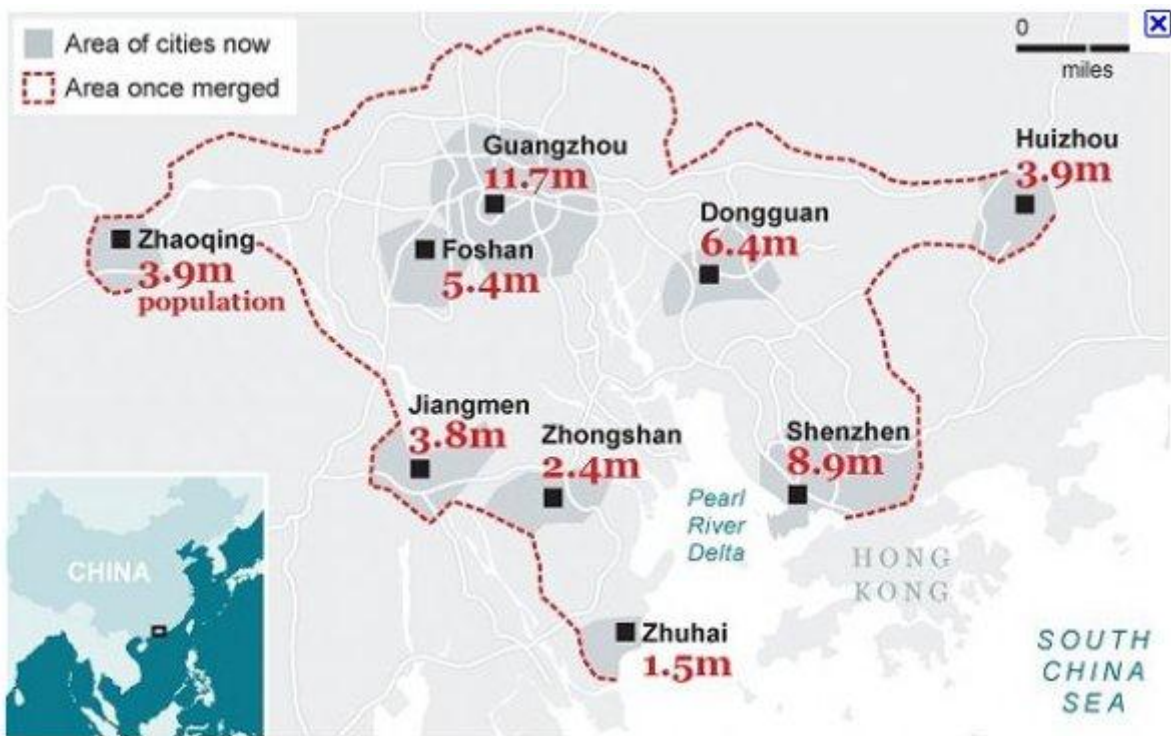 Area of cities now
Area once merged
0
miles
Guangzhou
11.7m
Huizhou
3.9m
Dongguan
6.4m
Zhaoqing
3.9m
population
Foshan
5.4m
Jiangmen
3.8m
Zhongshan
2.4m
Shenzhen
8.9m
Pearl
River
Delta
HONG
KONG
CHINA
Zhuhai
1.5m
SOUTH
CHINA
SEA